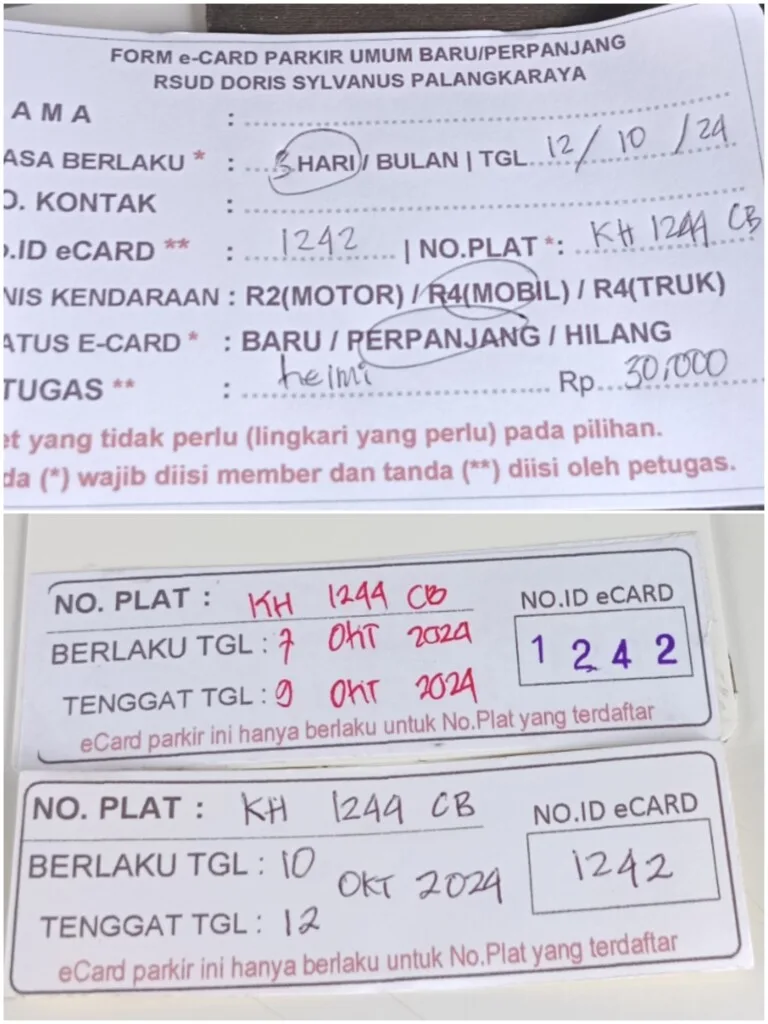 FORM e-CARD PARKIR UMUM BARU/PERPANJANG
RSUD DORIS SYLVANUS PALANGKARAYA
AMA :
ASA BERLAKU * : 3 HARI / BULAN | TGL 12/10/24
O. KONTAK :
.ID eCARD ** : 1242 | NO.PLAT *: KH 1244 CB
NIS KENDARAAN : R2(MOTOR) / R4(MOBIL) / R4(TRUK)
ATUS E-CARD * : BARU / PERPANJANG / HILANG
TUGAS ** : heimi Rp 30,000
et yang tidak perlu (lingkari yang perlu) pada pilihan.
da (*) wajib diisi member dan tanda (**) diisi oleh petugas.
NO. PLAT : KH 1244 CB
BERLAKU TGL : 7 OKT 2024
TENGGAT TGL : 9 OKT 2024
NO.ID eCARD
1242
eCard parkir ini hanya berlaku untuk No.Plat yang terdaftar
NO. PLAT : KH 1244 CB
BERLAKU TGL : 10 OKT 2024
TENGGAT TGL : 12
NO.ID eCARD
1242
eCard parkir ini hanya berlaku untuk No.Plat yang terdaftar